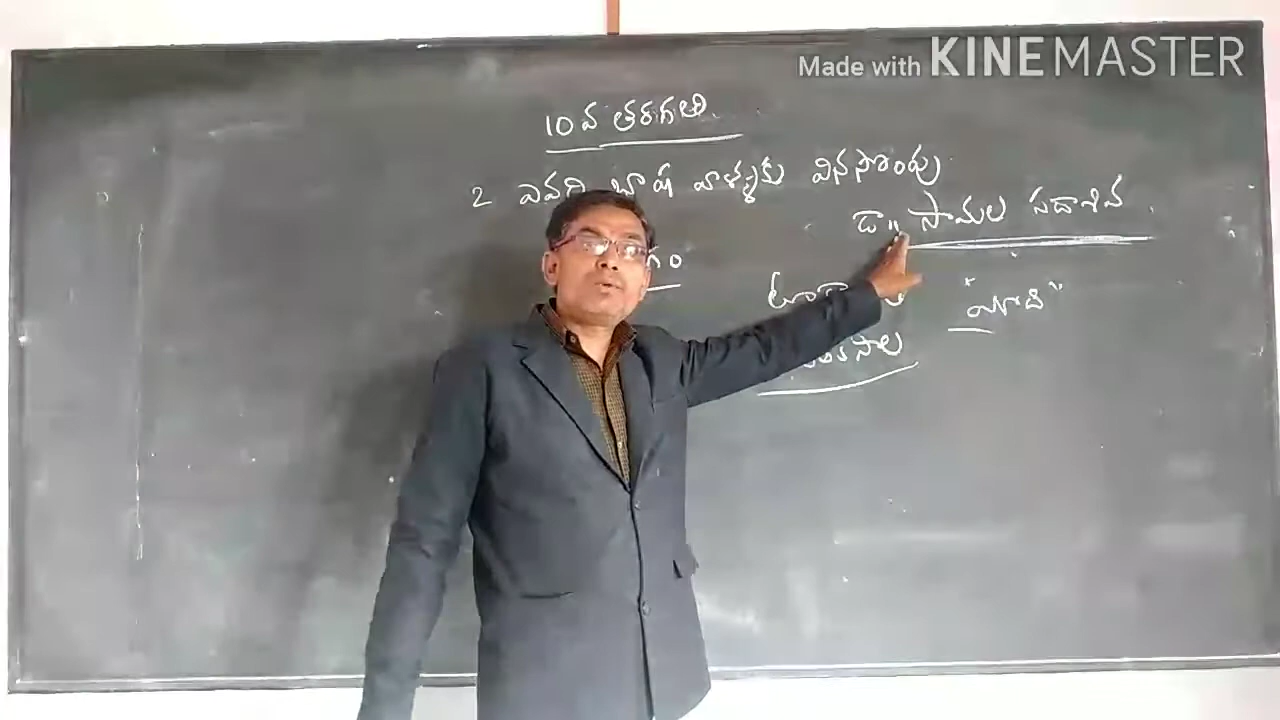 Made with KINEMASTER
10వ తరగతి.
2 ఎవరి భాష వాళ్ళకు వినసొంపు
డా" సామల సదాశివ.
"యాది"